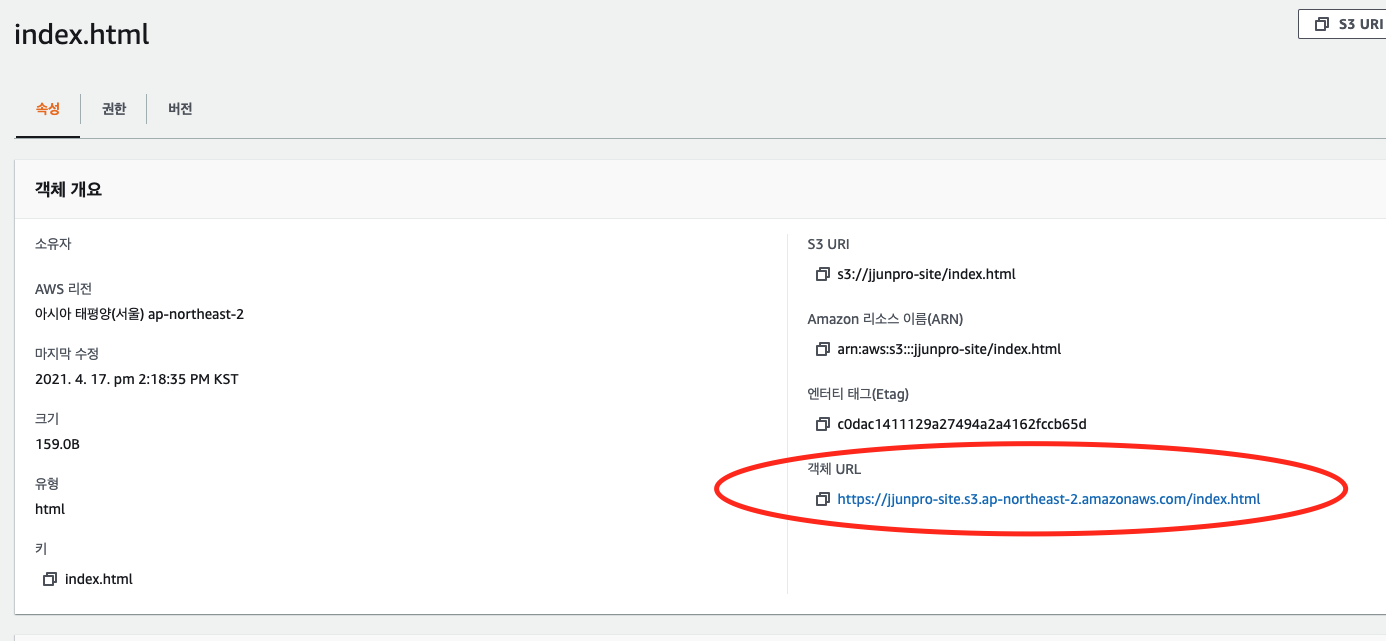 index.html
S3 URI
속성
권한
버전
객체 개요
소유자
AWS 리전
아시아 태평양(서울) ap-northeast-2
마지막 수정
2021. 4. 17. pm 2:18:35 PM KST
크기
159.0B
유형
html
키
index.html
S3 URI
s3://jjunpro-site/index.html
Amazon 리소스 이름(ARN)
arn:aws:s3:::jjunpro-site/index.html
엔터티 태그(Etag)
c0dac1411129a27494a2a4162fccb65d
객체 URL
https://jjunpro-site.s3.ap-northeast-2.amazonaws.com/index.html